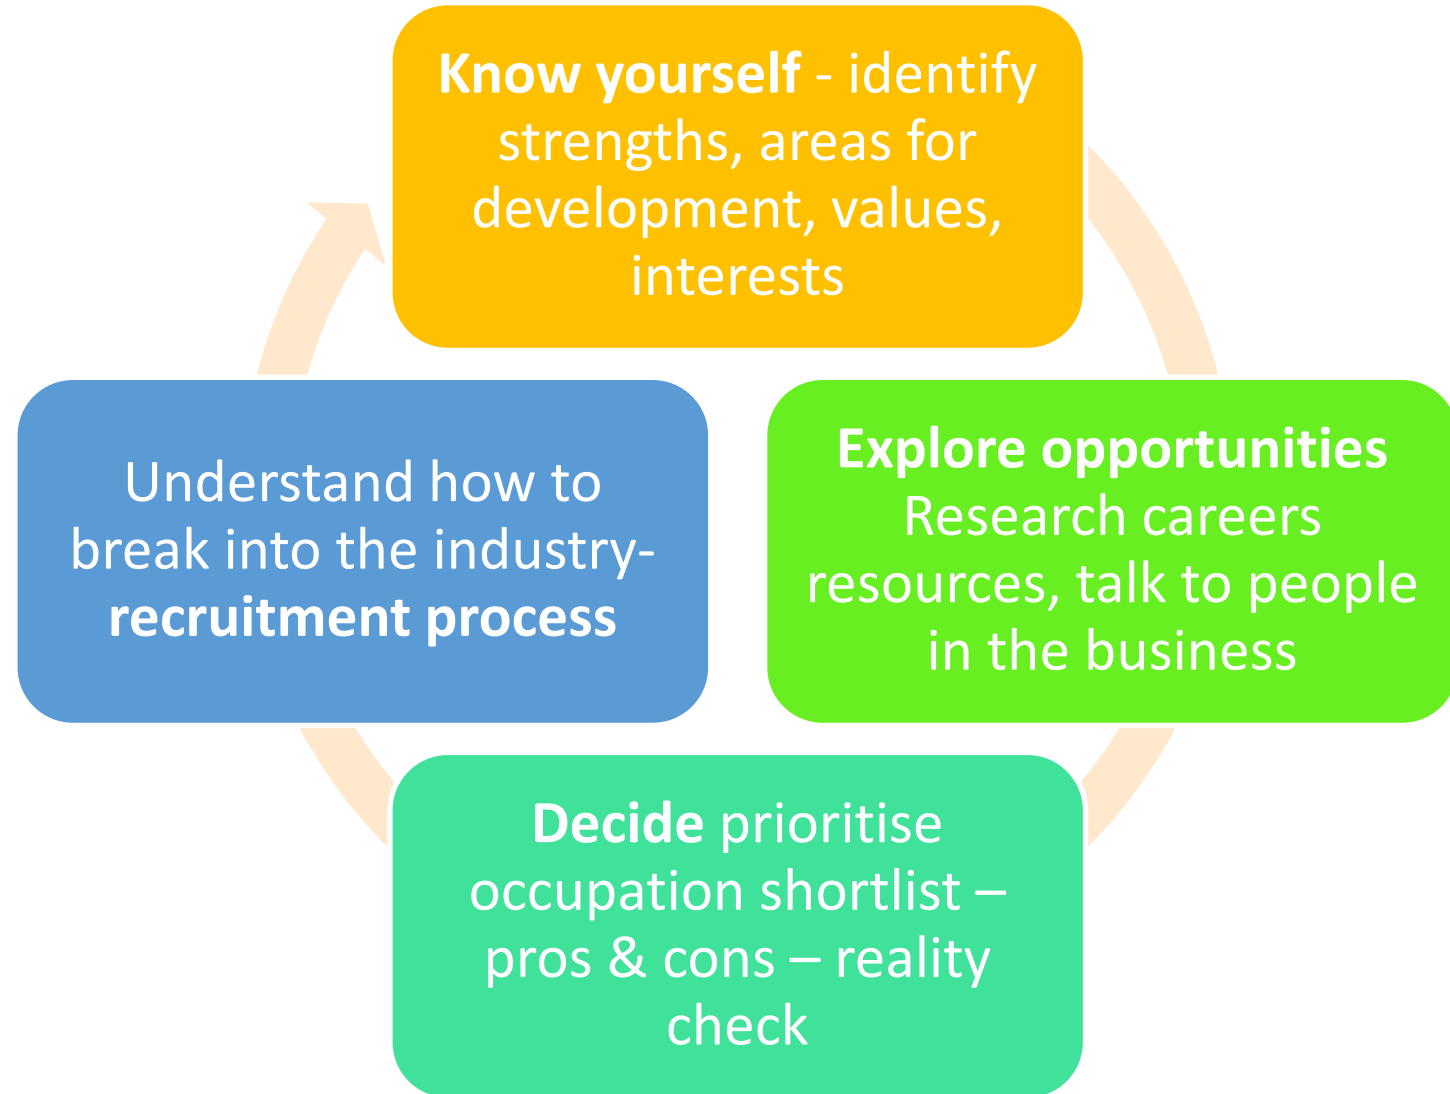 Know yourself - identify
strengths, areas for
development, values,
interests
Explore opportunities
Research careers
resources, talk to people
in the business
Decide prioritise
occupation shortlist –
pros & cons – reality
check
Understand how to
break into the industry-
recruitment process